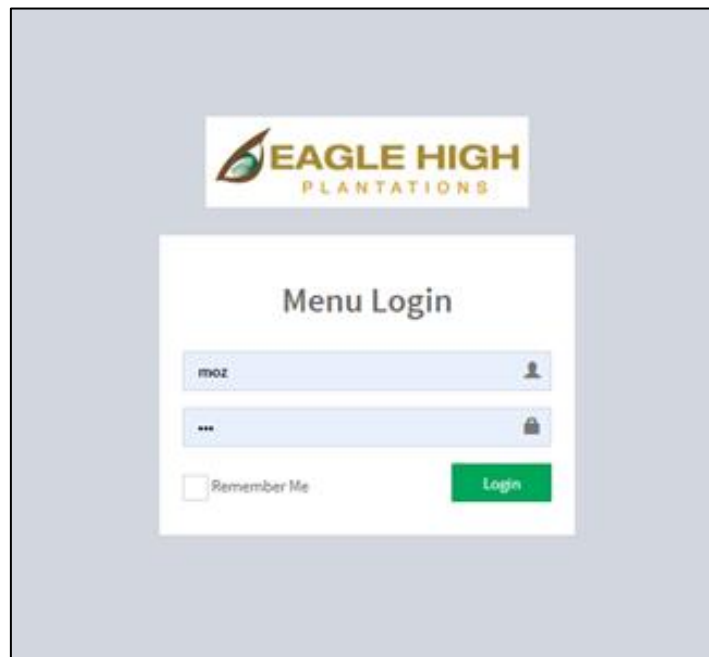 EAGLE HIGH
PLANTATIONS
Menu Login
moz
•••
Remember Me
Login